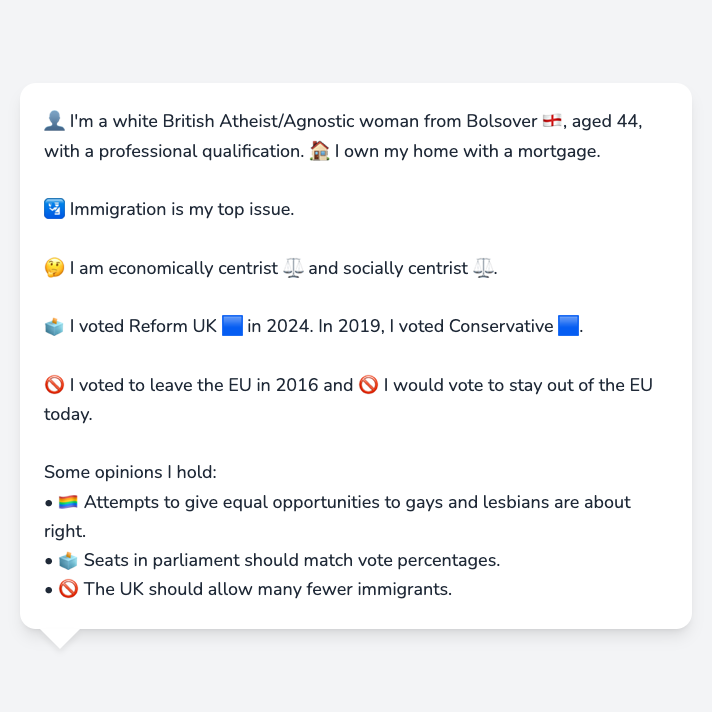 👤 I'm a white British Atheist/Agnostic woman from Bolsover 🏴󠁧󠁢󠁥󠁮󠁧󠁿, aged 44,
with a professional qualification. 🏠 I own my home with a mortgage.
🛂 Immigration is my top issue.
🤔 I am economically centrist ⚖️ and socially centrist ⚖️.
🗳️ I voted Reform UK 🟦 in 2024. In 2019, I voted Conservative 🟦.
🚫 I voted to leave the EU in 2016 and 🚫 I would vote to stay out of the EU
today.
Some opinions I hold:
• 🏳️‍🌈 Attempts to give equal opportunities to gays and lesbians are about
right.
• 🗳️ Seats in parliament should match vote percentages.
• 🚫 The UK should allow many fewer immigrants.